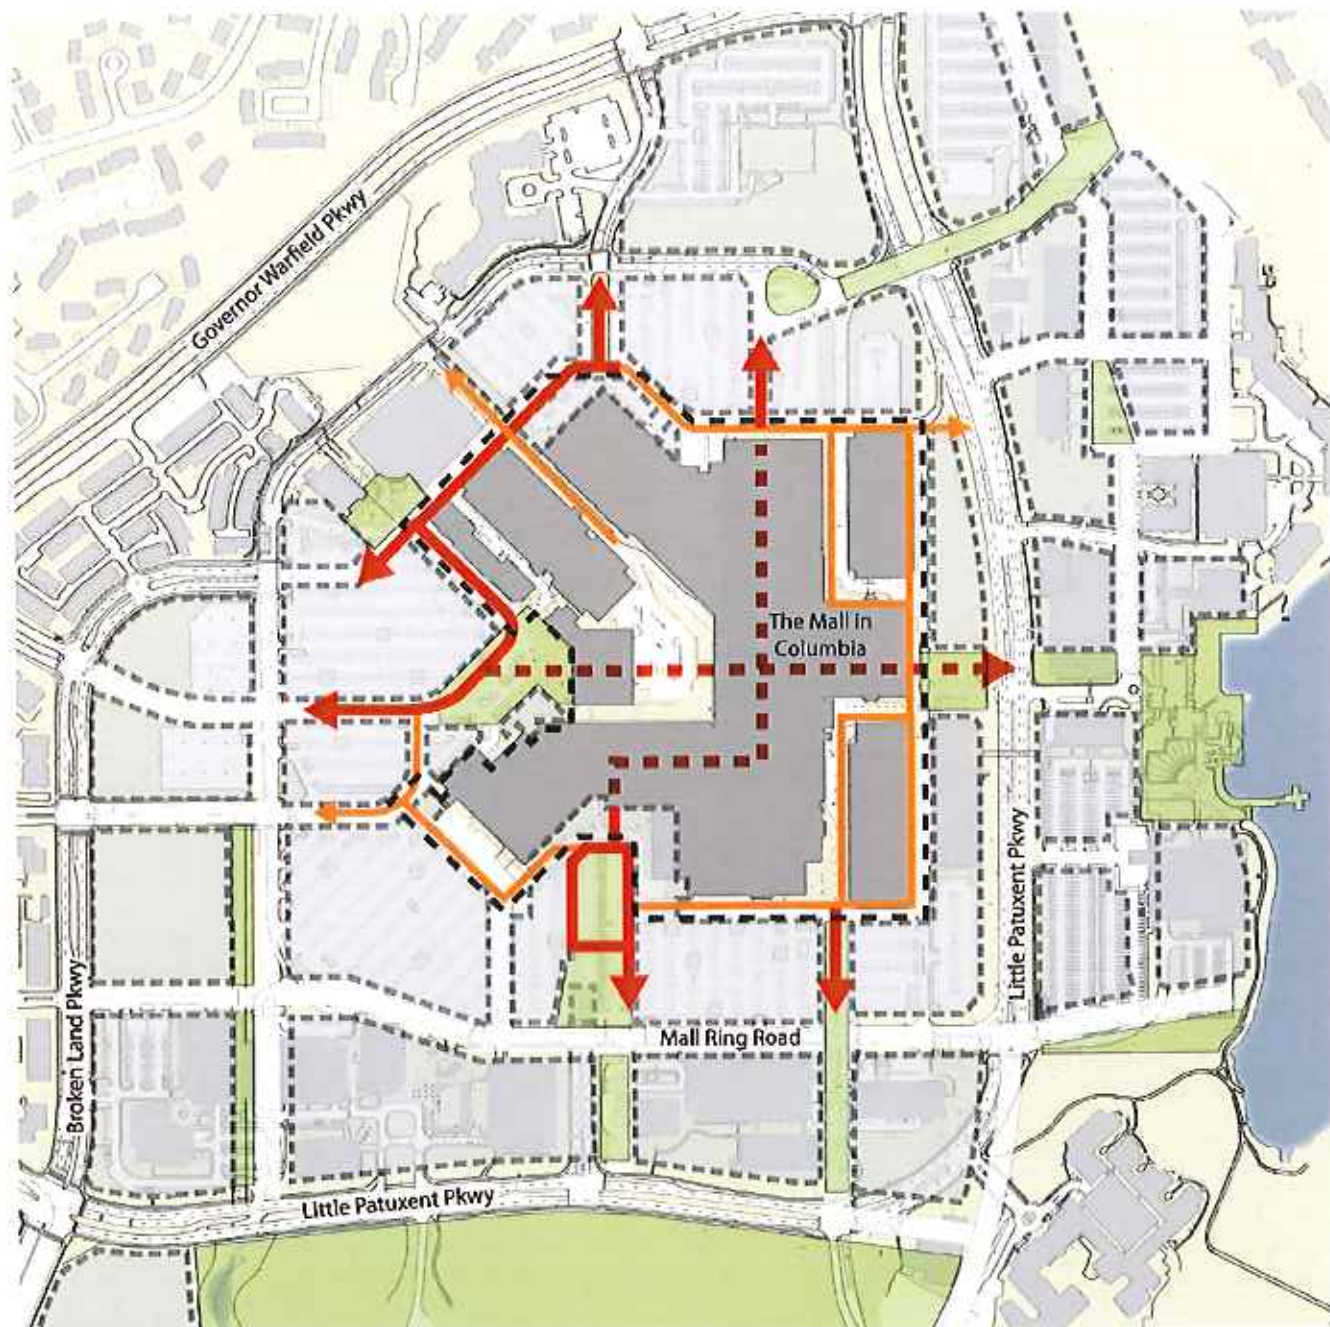 Governor Warfield Pkwy
The Mall in
Columbia
Little Patuxent Pkwy
Broken Land Pkwy
Mall Ring Road
Little Patuxent Pkwy